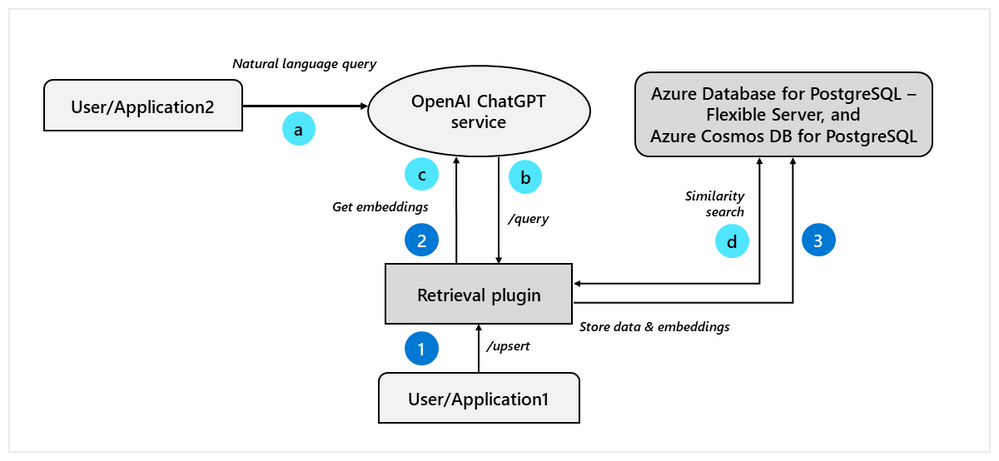 Natural language query
User/Application2
a
OpenAI ChatGPT
service
Azure Database for PostgreSQL –
Flexible Server, and
Azure Cosmos DB for PostgreSQL
c
b
Get embeddings
/query
2
Similarity
search
d
3
Retrieval plugin
Store data & embeddings
1
/upsert
User/Application1